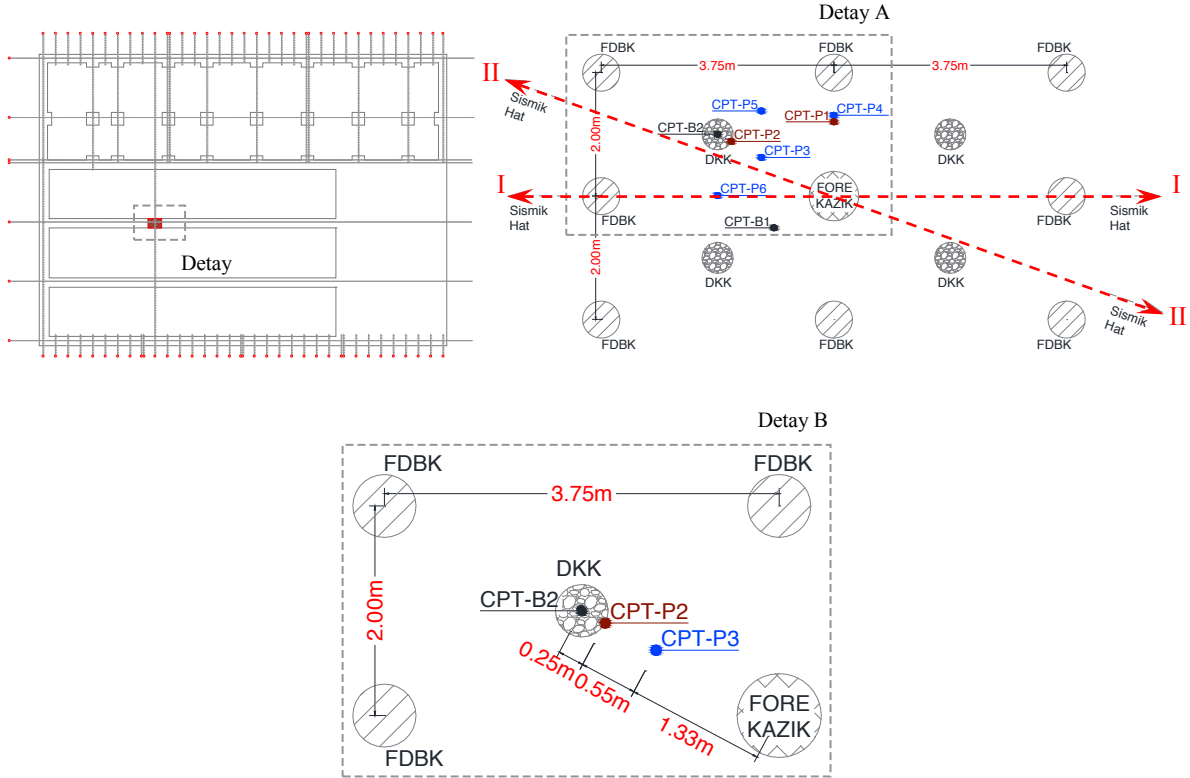 Detay
Detay A
FDBK
FDBK
FDBK
3.75m
3.75m
II
Sismik
Hat
CPT-P5
CPT-P4
CPT-P1
CPT-B2
CPT-P2
DKK
CPT-P3
DKK
2.00m
I
Sismik
Hat
CPT-P6
FORE
KAZIK
I
Sismik
Hat
FDBK
FDBK
CPT-B1
2.00m
DKK
DKK
II
Sismik
Hat
FDBK
FDBK
FDBK
Detay B
FDBK
FDBK
3.75m
DKK
CPT-B2
CPT-P2
2.00m
CPT-P3
0.25m
0.55m
1.33m
FORE
KAZIK
FDBK